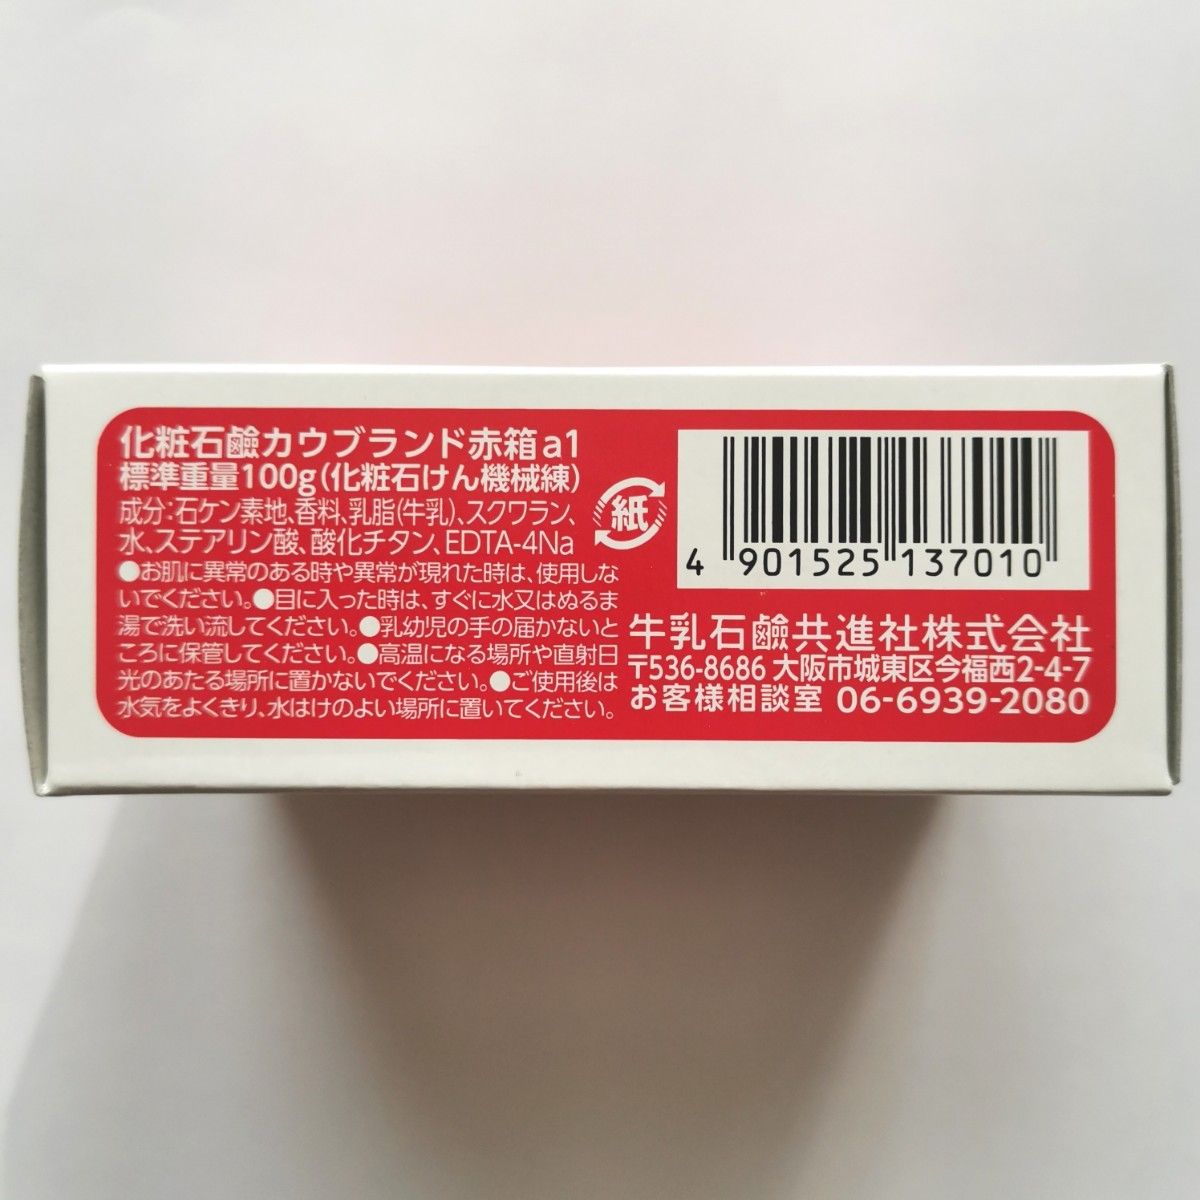 化粧石鹼カウブランド赤箱a1
標準重量100g(化粧石けん機械練)
成分:石ケン素地、香料、乳脂(牛乳)、スクワラン、
水、ステアリン酸、酸化チタン、EDTA-4Na
●お肌に異常のある時や異常が現れた時は、使用しな
いでください。●目に入った時は、すぐに水又はぬるま
湯で洗い流してください。●乳幼児の手の届かないと
ころに保管してください。●高温になる場所や直射日
光のあたる場所に置かないでください。●ご使用後は
水気をよくきり、水はけのよい場所に置いてください。
紙
4 901525 137010
牛乳石鹼共進社株式会社
〒536-8686 大阪市城東区今福西2-4-7
お客様相談室 06-6939-2080